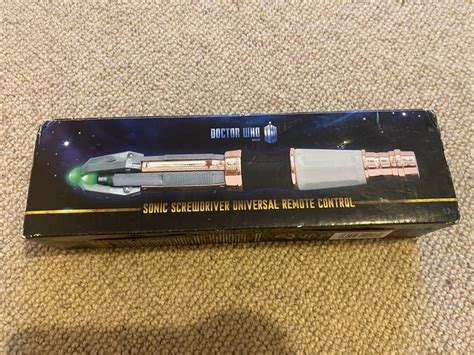 DOCTOR WHO
SONIC SCREWDRIVER UNIVERSAL REMOTE CONTROL